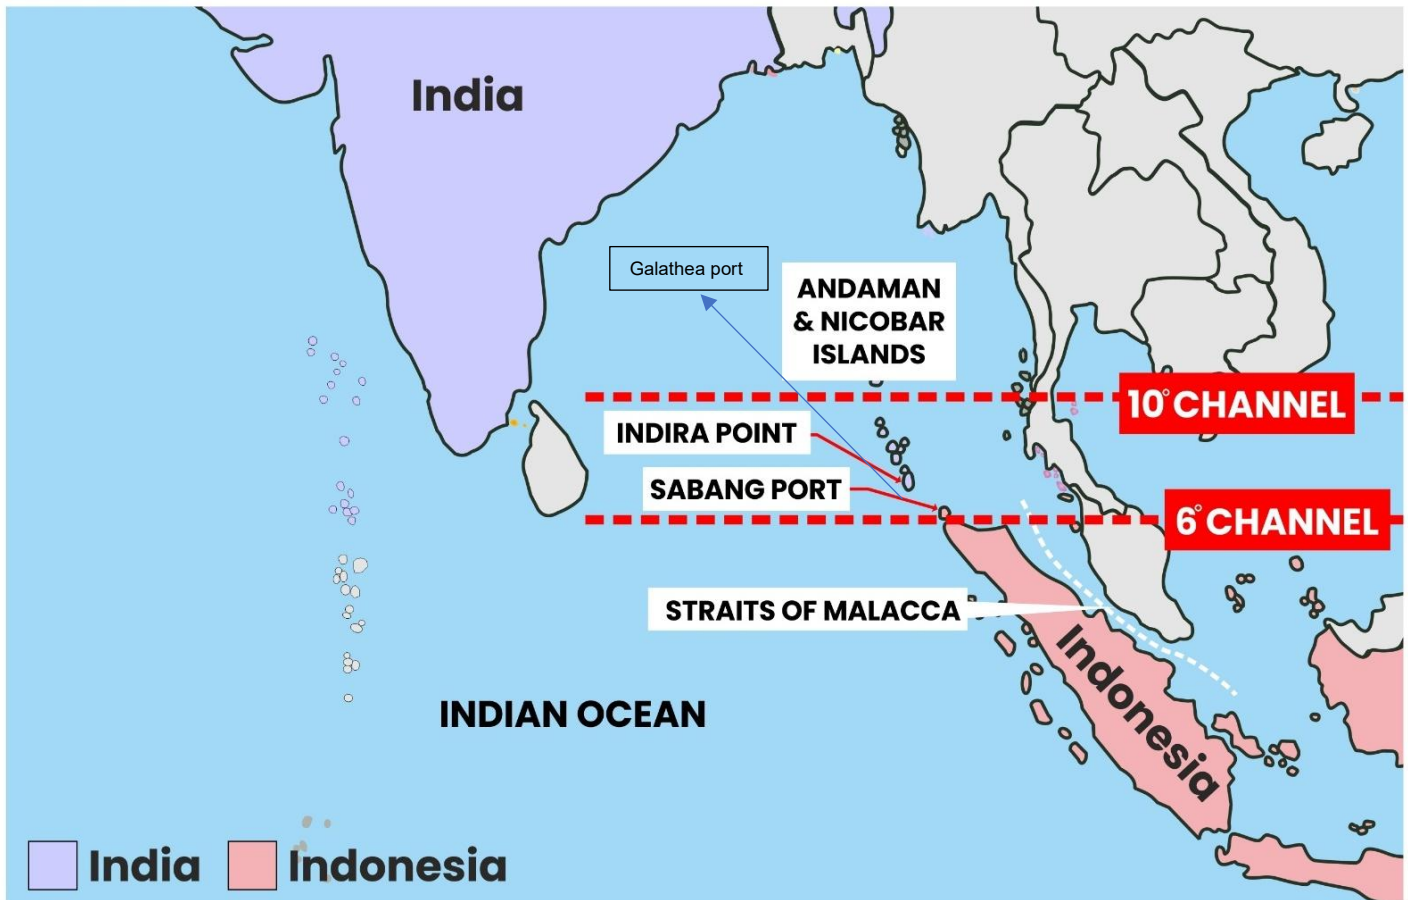 India
Galathea port
ANDAMAN
& NICOBAR
ISLANDS
10° CHANNEL
INDIRA POINT
SABANG PORT
6° CHANNEL
STRAITS OF MALACCA
Indonesia
INDIAN OCEAN
India
Indonesia